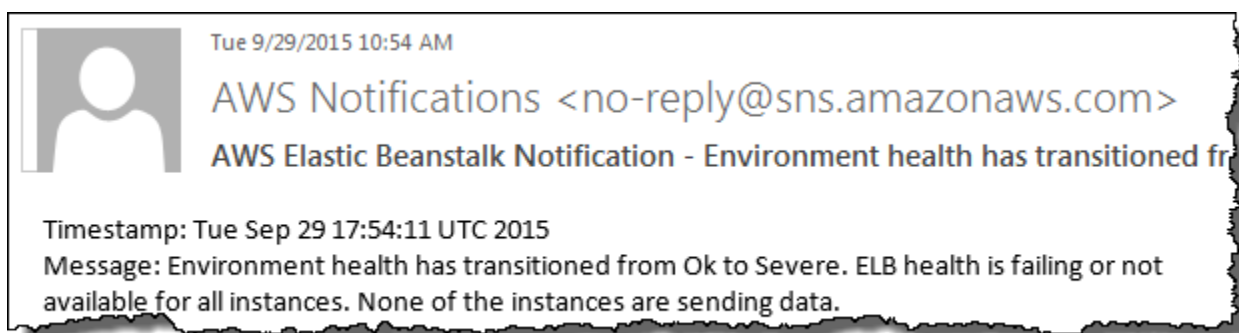 Tue 9/29/2015 10:54 AM
AWS Notifications <no-reply@sns.amazonaws.com>
AWS Elastic Beanstalk Notification - Environment health has transitioned fr
Timestamp: Tue Sep 29 17:54:11 UTC 2015
Message: Environment health has transitioned from Ok to Severe. ELB health is failing or not
available for all instances. None of the instances are sending data.